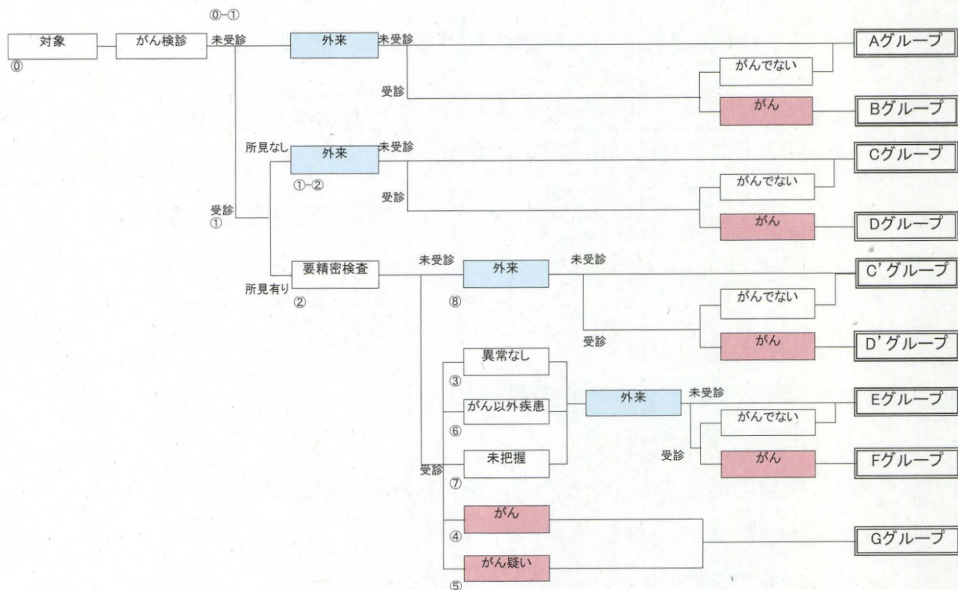 ⓪-①
対象
がん検診
未受診
外来
未受診
Aグループ
⓪
がんでない
受診
がん
Bグループ
所見なし
外来
未受診
Cグループ
①-②
がんでない
受診
受診
①
がん
Dグループ
要精密検査
未受診
外来
未受診
C'グループ
所見有り
②
⑧
がんでない
受診
がん
D'グループ
異常なし
③
外来
未受診
Eグループ
がん以外疾患
がんでない
⑥
未把握
受診
受診
がん
Fグループ
⑦
がん
④
Gグループ
がん疑い
⑤